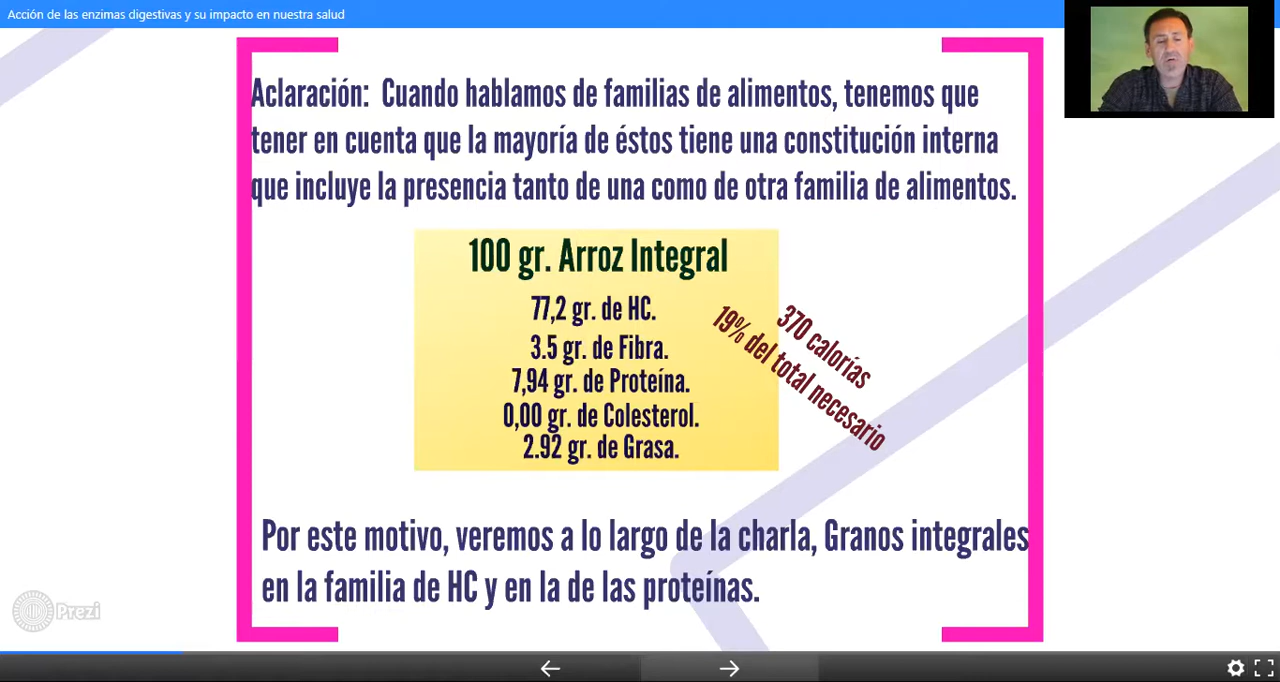 Acción de las enzimas digestivas y su impacto en nuestra salud
Aclaración: Cuando hablamos de familias de alimentos, tenemos que
tener en cuenta que la mayoría de éstos tiene una constitución interna
que incluye la presencia tanto de una como de otra familia de alimentos.
100 gr. Arroz Integral
77,2 gr. de HC.
3.5 gr. de Fibra.
7,94 gr. de Proteína.
0,00 gr. de Colesterol.
2.92 gr. de Grasa.
370 calorías
19% del total necesario
Por este motivo, veremos a lo largo de la charla, Granos integrales
en la familia de HC y en la de las proteínas.
Prezi